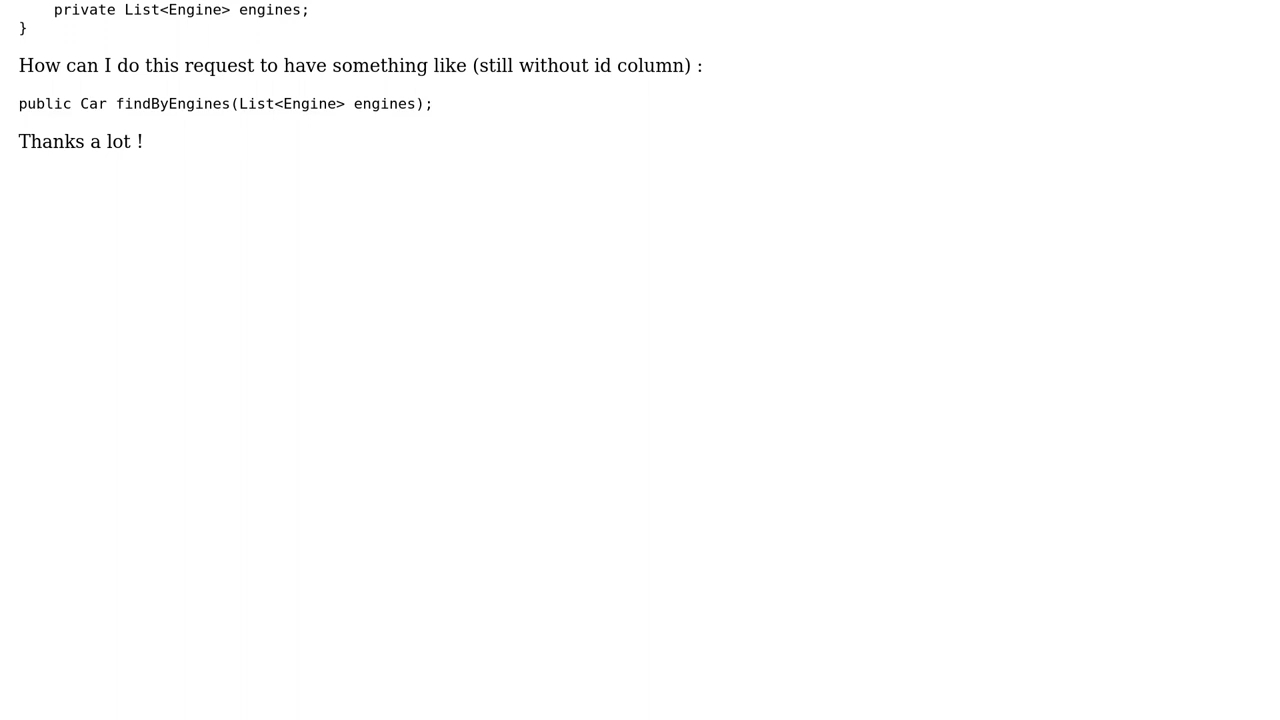 private List<Engine> engines;
}
How can I do this request to have something like (still without id column) :
public Car findByEngines(List<Engine> engines);
Thanks a lot !